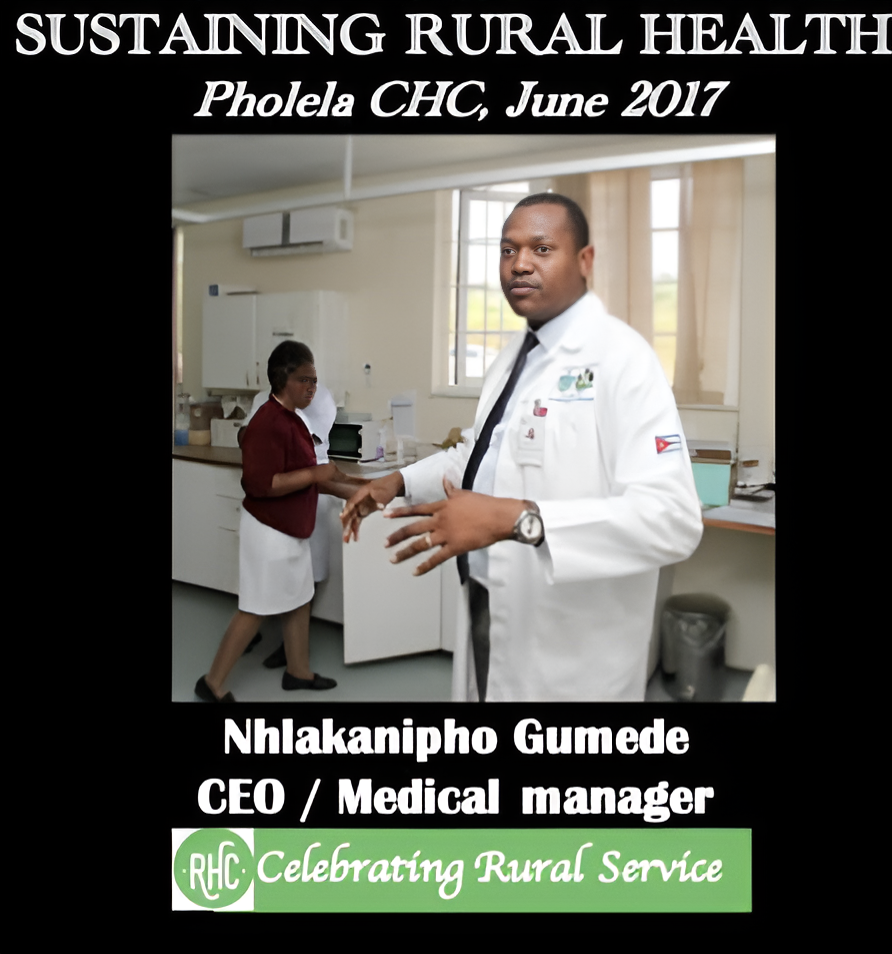 SUSTAINING RURAL HEALTH
Pholela CHC, June 2017
Nhlakanipho Gumede
CEO / Medical manager
RHC Celebrating Rural Service